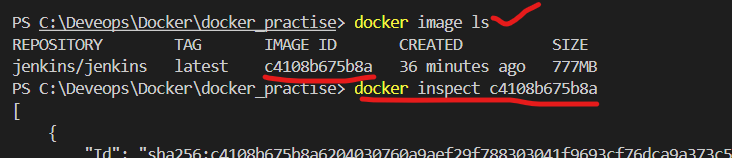 PS C:\Deveops\Docker\docker_practise> docker image ls
REPOSITORY TAG IMAGE ID CREATED SIZE
jenkins/jenkins latest c4108b675b8a 36 minutes ago 777MB
PS C:\Deveops\Docker\docker_practise> docker inspect c4108b675b8a
[
{
"Id": "sha256:c4108b675b8a6204030760a9aef29f788303041f9693cf76dca9a373c5